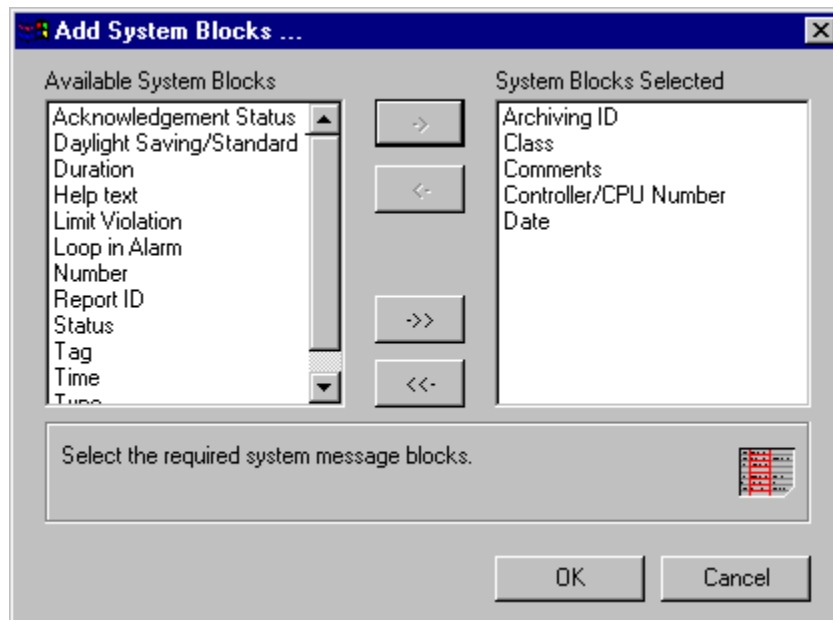 Add System Blocks ...
Available System Blocks
Acknowledgement Status
Daylight Saving/Standard
Duration
Help text
Limit Violation
Loop in Alarm
Number
Report ID
Status
Tag
Time
Type
->
<-
->>
<<-
System Blocks Selected
Archiving ID
Class
Comments
Controller/CPU Number
Date
Select the required system message blocks.
OK
Cancel